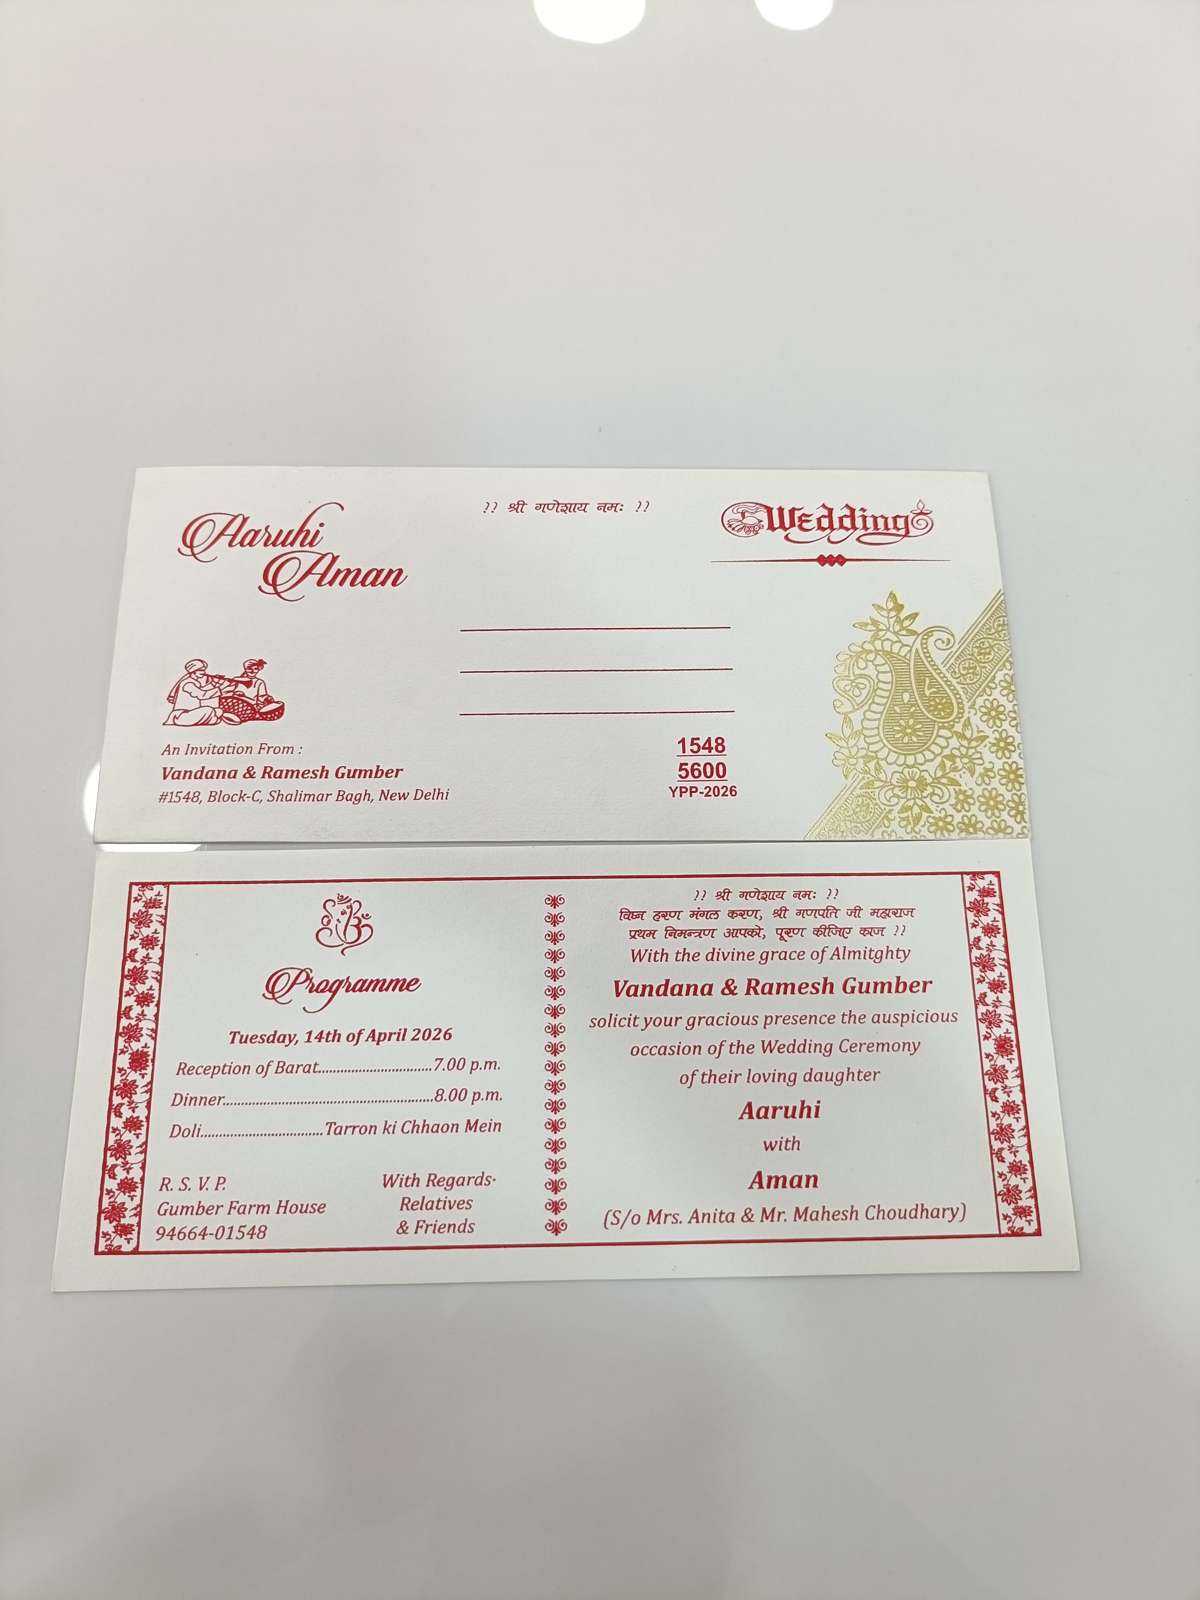 Aaruhi
Aman
?? श्री गणेशाय नमः ??
Wedding
An Invitation From :
Vandana & Ramesh Gumber
#1548, Block-C, Shalimar Bagh, New Delhi
1548
5600
YPP-2026
Programme
Tuesday, 14th of April 2026
Reception of Barat...............................7.00 p.m.
Dinner........................................................8.00 p.m.
Doli.................................Tarron ki Chhaon Mein
R. S. V. P.
Gumber Farm House
94664-01548
With Regards-
Relatives
& Friends
?? श्री गणेशाय नमः ??
विघ्न हरण मंगल करण, श्री गणपति जी महाराज
प्रथम निमन्त्रण आपको, पूरण कीजिए काज ??
With the divine grace of Almitghty
Vandana & Ramesh Gumber
solicit your gracious presence the auspicious
occasion of the Wedding Ceremony
of their loving daughter
Aaruhi
with
Aman
(S/o Mrs. Anita & Mr. Mahesh Choudhary)